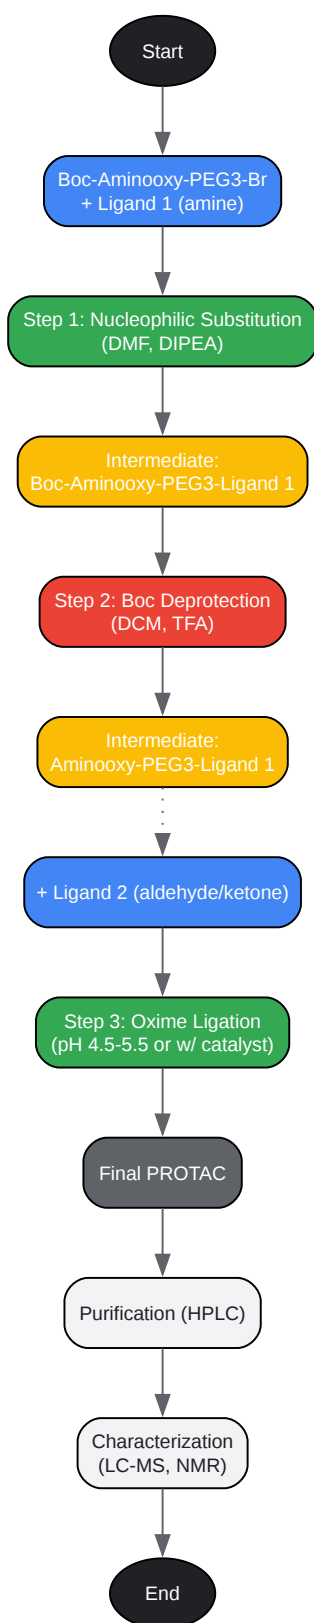 Start
Boc-Aminooxy-PEG3-Br
+ Ligand 1 (amine)
Step 1: Nucleophilic Substitution
(DMF, DIPEA)
Intermediate:
Boc-Aminooxy-PEG3-Ligand 1
Step 2: Boc Deprotection
(DCM, TFA)
Intermediate:
Aminooxy-PEG3-Ligand 1
+ Ligand 2 (aldehyde/ketone)
Step 3: Oxime Ligation
(pH 4.5-5.5 or w/ catalyst)
Final PROTAC
Purification (HPLC)
Characterization
(LC-MS, NMR)
End